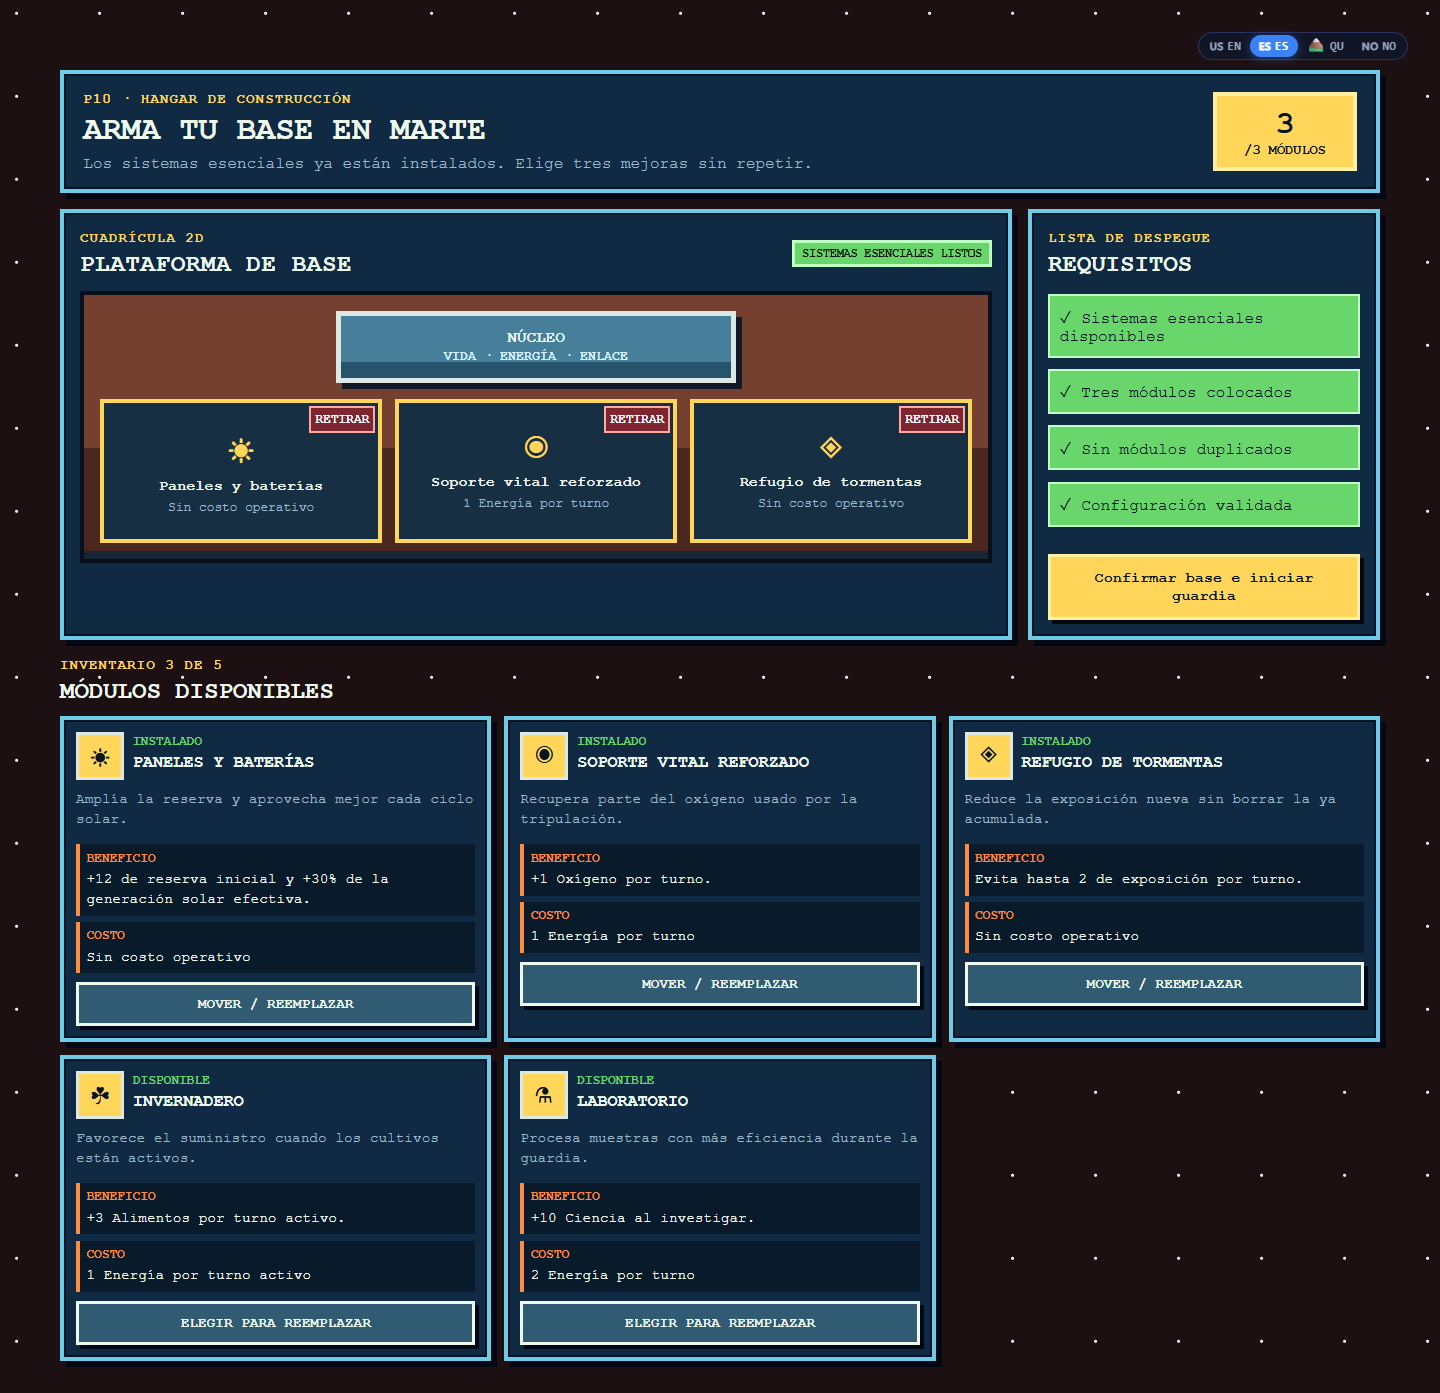 US EN ES ES QU NO NO
P10 · HANGAR DE CONSTRUCCIÓN
ARMA TU BASE EN MARTE
Los sistemas esenciales ya están instalados. Elige tres mejoras sin repetir.
3
/3 MÓDULOS
CUADRÍCULA 2D
PLATAFORMA DE BASE
SISTEMAS ESENCIALES LISTOS
NÚCLEO
VIDA · ENERGÍA · ENLACE
RETIRAR
Paneles y baterías
Sin costo operativo
RETIRAR
Soporte vital reforzado
1 Energía por turno
RETIRAR
Refugio de tormentas
Sin costo operativo
LISTA DE DESPEGUE
REQUISITOS
✓ Sistemas esenciales
disponibles
✓ Tres módulos colocados
✓ Sin módulos duplicados
✓ Configuración validada
Confirmar base e iniciar
guardia
INVENTARIO 3 DE 5
MÓDULOS DISPONIBLES
INSTALADO
PANELES Y BATERÍAS
Amplía la reserva y aprovecha mejor cada ciclo
solar.
BENEFICIO
+12 de reserva inicial y +30% de la
generación solar efectiva.
COSTO
Sin costo operativo
MOVER / REEMPLAZAR
INSTALADO
SOPORTE VITAL REFORZADO
Recupera parte del oxígeno usado por la
tripulación.
BENEFICIO
+1 Oxígeno por turno.
COSTO
1 Energía por turno
MOVER / REEMPLAZAR
INSTALADO
REFUGIO DE TORMENTAS
Reduce la exposición nueva sin borrar la ya
acumulada.
BENEFICIO
Evita hasta 2 de exposición por turno.
COSTO
Sin costo operativo
MOVER / REEMPLAZAR
DISPONIBLE
INVERNADERO
Favorece el suministro cuando los cultivos
están activos.
BENEFICIO
+3 Alimentos por turno activo.
COSTO
1 Energía por turno activo
ELEGIR PARA REEMPLAZAR
DISPONIBLE
LABORATORIO
Procesa muestras con más eficiencia durante la
guardia.
BENEFICIO
+10 Ciencia al investigar.
COSTO
2 Energía por turno
ELEGIR PARA REEMPLAZAR